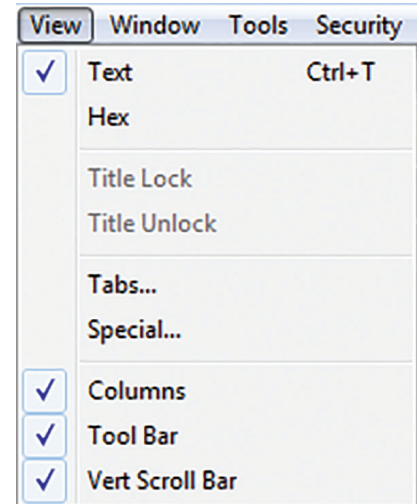 View Window Tools Security
Text Ctrl+T
Hex
Title Lock
Title Unlock
Tabs...
Special...
Columns
Tool Bar
Vert Scroll Bar